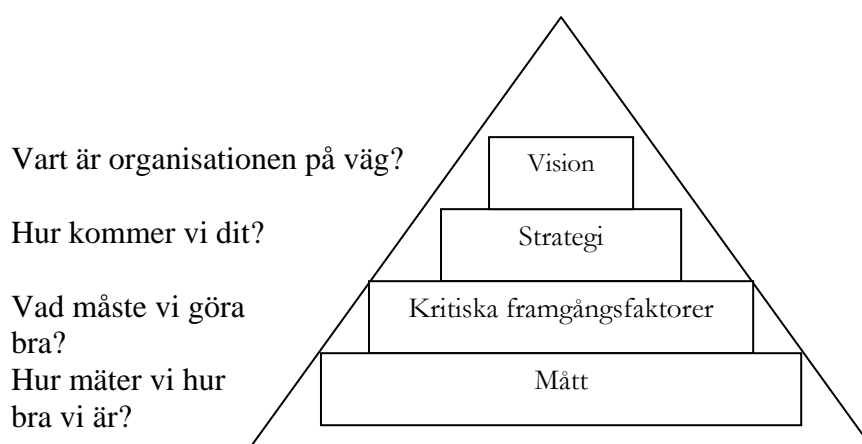 Vart är organisationen på väg?
Vision
Hur kommer vi dit?
Strategi
Vad måste vi göra
bra?
Kritiska framgångsfaktorer
Hur mäter vi hur
bra vi är?
Mått